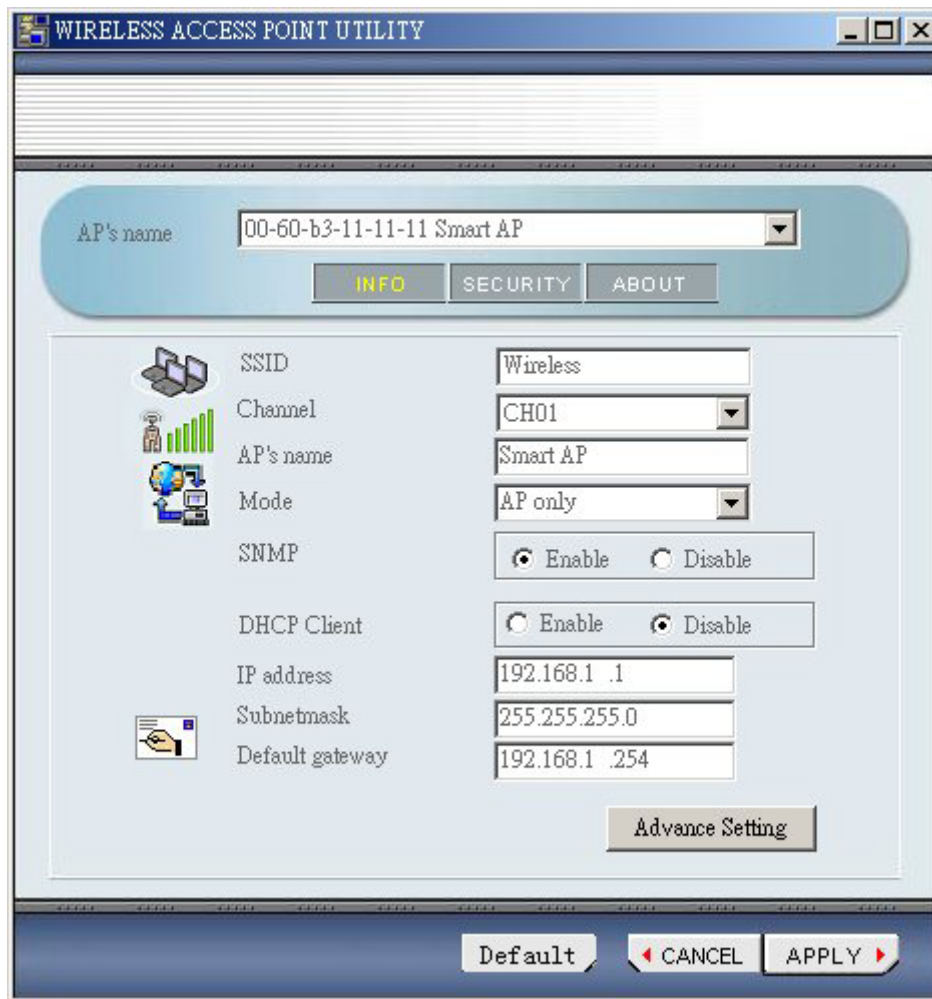 WIRELESS ACCESS POINT UTILITY
AP's name 00-60-b3-11-11-11 Smart AP
INFO SECURITY ABOUT
SSID Wireless
Channel CH01
AP's name Smart AP
Mode AP only
SNMP Enable Disable
DHCP Client Enable Disable
IP address 192.168.1 .1
Subnetmask 255.255.255.0
Default gateway 192.168.1 .254
Advance Setting
Default CANCEL APPLY